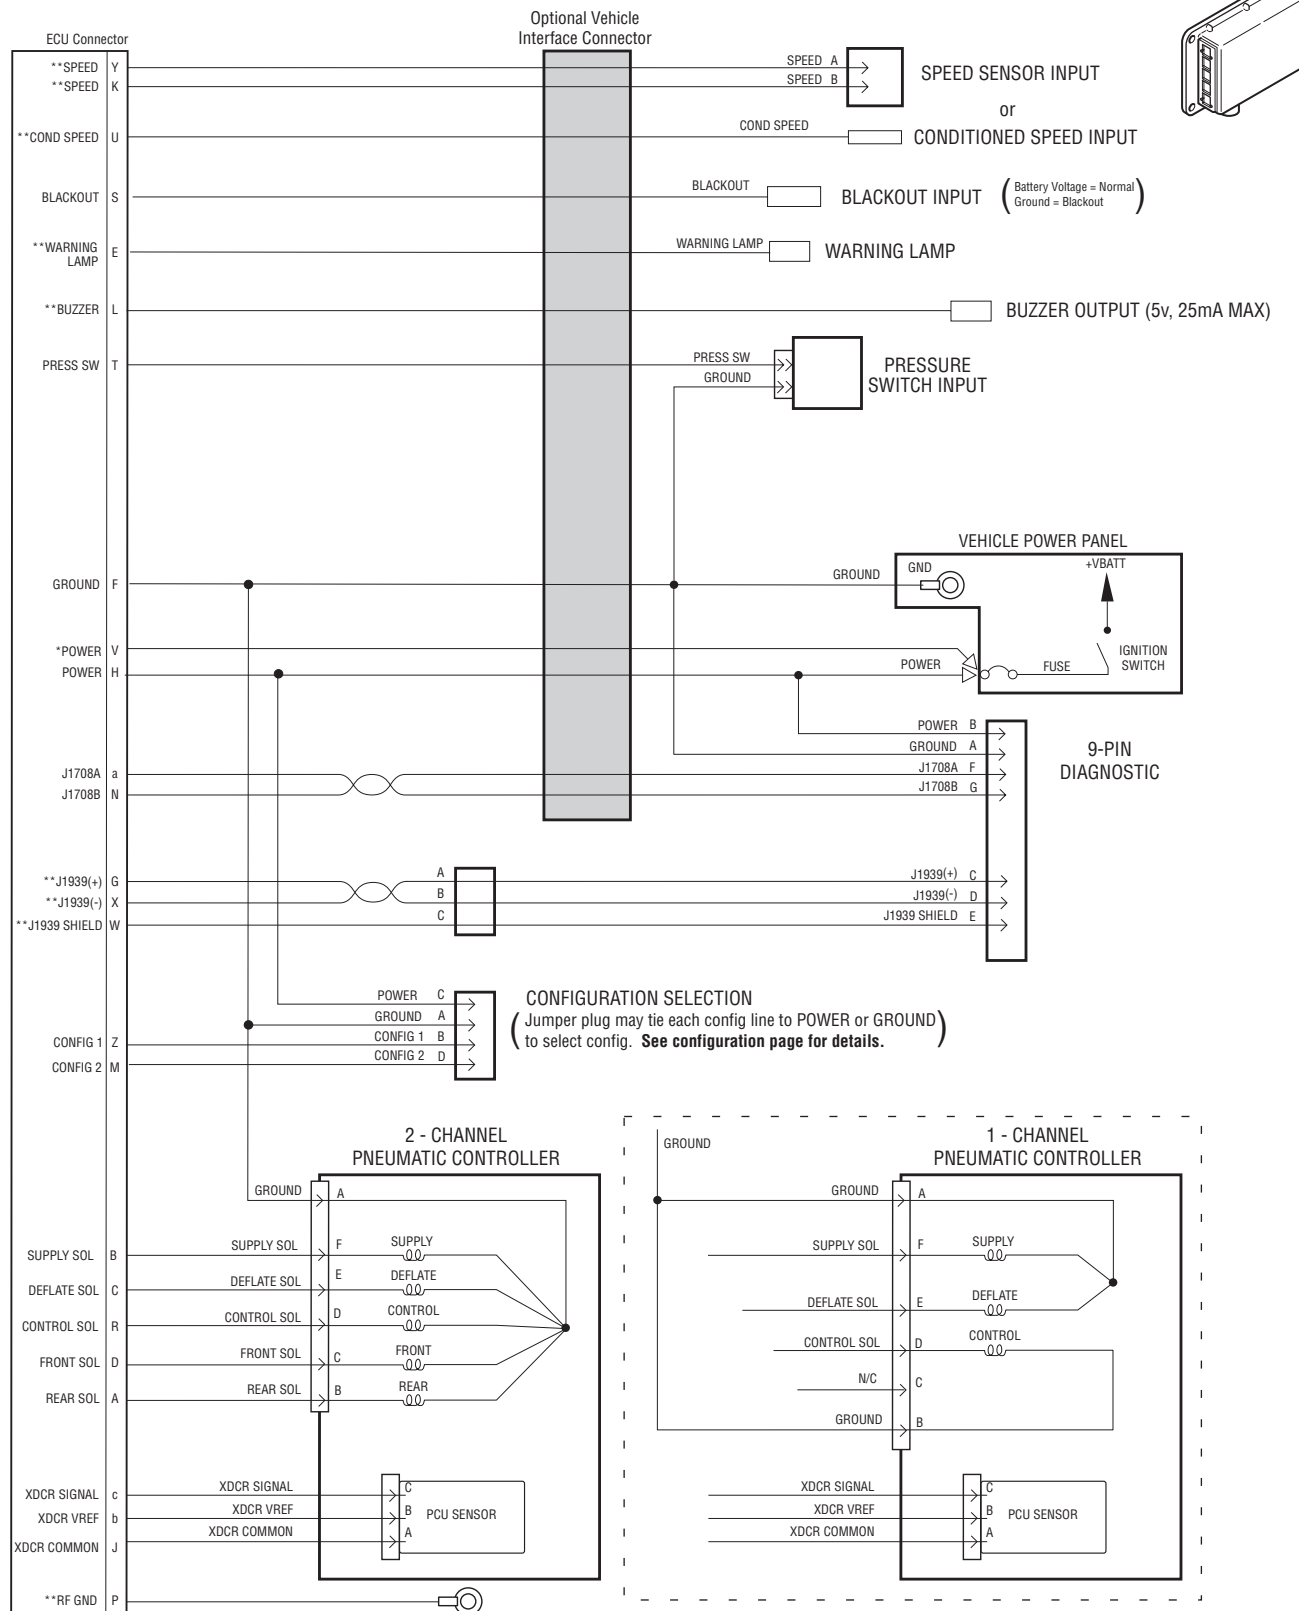 Optional Vehicle
Interface Connector
ECU Connector
**SPEED Y
**SPEED K
SPEED A
SPEED B
SPEED SENSOR INPUT
or
**COND SPEED U
COND SPEED
CONDITIONED SPEED INPUT
BLACKOUT S
BLACKOUT
BLACKOUT INPUT
(Battery Voltage = Normal
Ground = Blackout)
**WARNING
LAMP
E
WARNING LAMP
WARNING LAMP
**BUZZER L
BUZZER OUTPUT (5v, 25mA MAX)
PRESS SW T
PRESS SW
GROUND
PRESSURE
SWITCH INPUT
VEHICLE POWER PANEL
GROUND F
GROUND
GND
+VBATT
*POWER V
POWER H
POWER
FUSE
IGNITION
SWITCH
POWER B
GROUND A
J1708A a
J1708A F
J1708B N
J1708B G
9-PIN
DIAGNOSTIC
**J1939(+) G
A
J1939(+) C
**J1939(-) X
B
J1939(-) D
**J1939 SHIELD W
C
J1939 SHIELD E
POWER C
GROUND A
CONFIG 1 Z
CONFIG 1 B
CONFIG 2 M
CONFIG 2 D
CONFIGURATION SELECTION
(Jumper plug may tie each config line to POWER or GROUND
to select config. See configuration page for details.)
2 - CHANNEL
PNEUMATIC CONTROLLER
GROUND A
SUPPLY SOL B
SUPPLY SOL F SUPPLY
DEFLATE SOL C
DEFLATE SOL E DEFLATE
CONTROL SOL R
CONTROL SOL D CONTROL
FRONT SOL D
FRONT SOL C FRONT
REAR SOL A
REAR SOL B REAR
XDCR SIGNAL c
XDCR SIGNAL C
XDCR VREF b
XDCR VREF B
XDCR COMMON J
XDCR COMMON A
PCU SENSOR
**RF GND P
GROUND
1 - CHANNEL
PNEUMATIC CONTROLLER
GROUND A
SUPPLY SOL F SUPPLY
DEFLATE SOL E DEFLATE
CONTROL SOL D CONTROL
N/C C
GROUND B
XDCR SIGNAL C
XDCR VREF B
XDCR COMMON A
PCU SENSOR